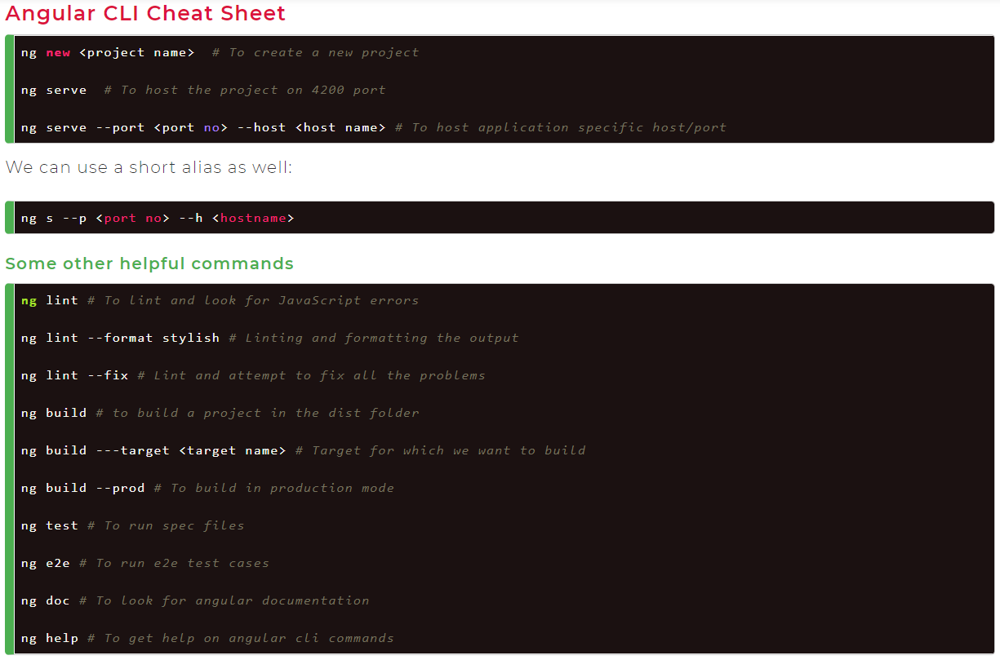 Angular CLI Cheat Sheet
ng new <project name>  # To create a new project
ng serve  # To host the project on 4200 port
ng serve --port <port no> --host <host name> # To host application specific host/port
We can use a short alias as well:
ng s --p <port no> --h <hostname>
Some other helpful commands
ng lint # To lint and look for JavaScript errors
ng lint --format stylish # Linting and formatting the output
ng lint --fix # Lint and attempt to fix all the problems
ng build # to build a project in the dist folder
ng build ---target <target name> # Target for which we want to build
ng build --prod # To build in production mode
ng test # To run spec files
ng e2e # To run e2e test cases
ng doc # To look for angular documentation
ng help # To get help on angular cli commands